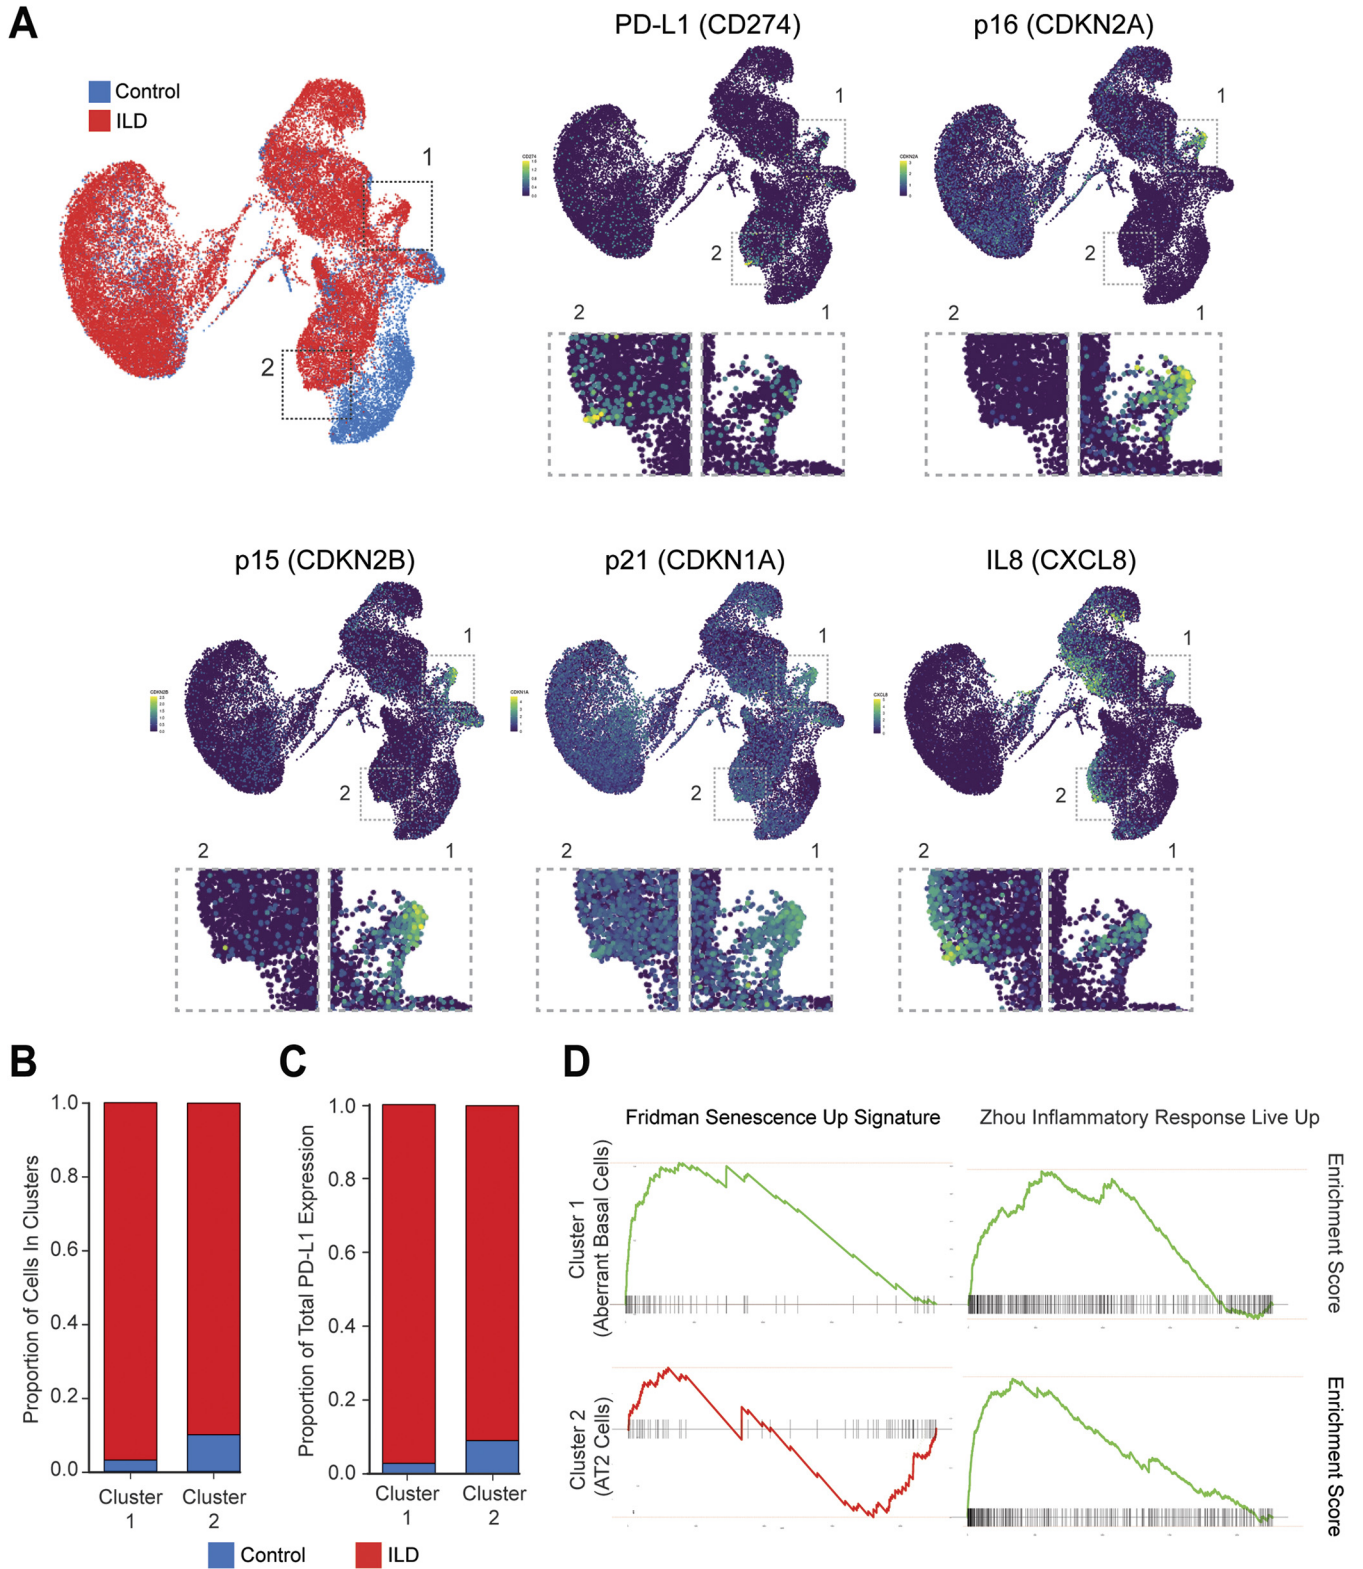 A
Control
ILD
1
2
PD-L1 (CD274)
1
CD274
2
2
1
p16 (CDKN2A)
1
CDKN2A
2
2
1
p15 (CDKN2B)
1
CDKN2B
2
2
1
p21 (CDKN1A)
1
CDKN1A
2
2
1
IL8 (CXCL8)
1
CXCL8
2
2
1
B
Proportion of Cells In Clusters
1.0
0.8
0.6
0.4
0.2
0.0
Cluster
1
Cluster
2
C
Proportion of Total PD-L1 Expression
1.0
0.8
0.6
0.4
0.2
0.0
Cluster
1
Cluster
2
Control
ILD
D
Fridman Senescence Up Signature
Zhou Inflammatory Response Live Up
Cluster 1
(Aberrant Basal Cells)
Enrichment Score
Cluster 2
(AT2 Cells)
Enrichment Score